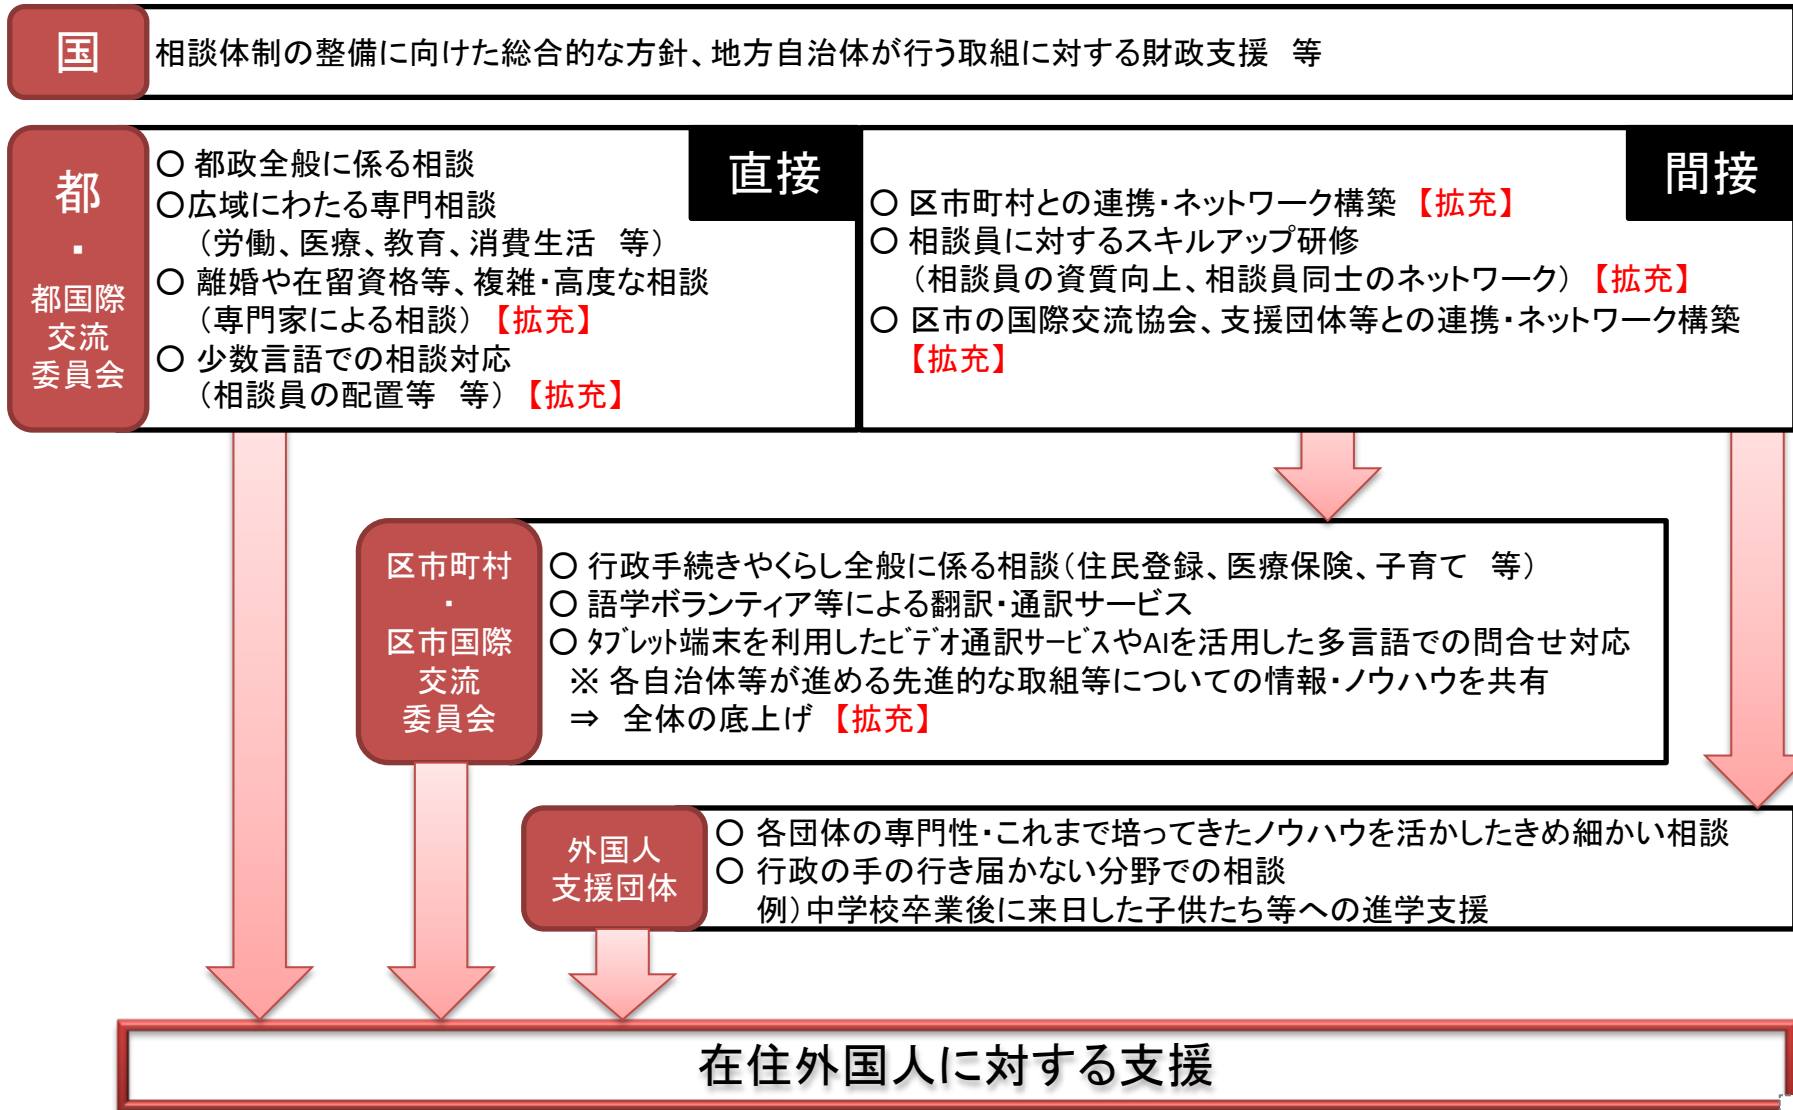 国
相談体制の整備に向けた総合的な方針、地方自治体が行う取組に対する財政支援　等
都
・
都国際
交流
委員会
直接
〇 都政全般に係る相談
〇広域にわたる専門相談
（労働、医療、教育、消費生活　等）
〇 離婚や在留資格等、複雑・高度な相談
（専門家による相談）【拡充】
〇 少数言語での相談対応
（相談員の配置等　等）【拡充】
間接
〇 区市町村との連携・ネットワーク構築 【拡充】
〇 相談員に対するスキルアップ研修
（相談員の資質向上、相談員同士のネットワーク）【拡充】
〇 区市の国際交流協会、支援団体等との連携・ネットワーク構築
【拡充】
区市町村
・
区市国際
交流
委員会
〇 行政手続きやくらし全般に係る相談（住民登録、医療保険、子育て　等）
〇 語学ボランティア等による翻訳・通訳サービス
〇 ﾀﾌﾞﾚｯﾄ端末を利用したﾋﾞﾃﾞｵ通訳ｻｰﾋﾞｽやAIを活用した多言語での問合せ対応
※ 各自治体等が進める先進的な取組等についての情報・ノウハウを共有
⇒ 全体の底上げ 【拡充】
外国人
支援団体
〇 各団体の専門性・これまで培ってきたノウハウを活かしたきめ細かい相談
〇 行政の手の行き届かない分野での相談
例）中学校卒業後に来日した子供たち等への進学支援
在住外国人に対する支援